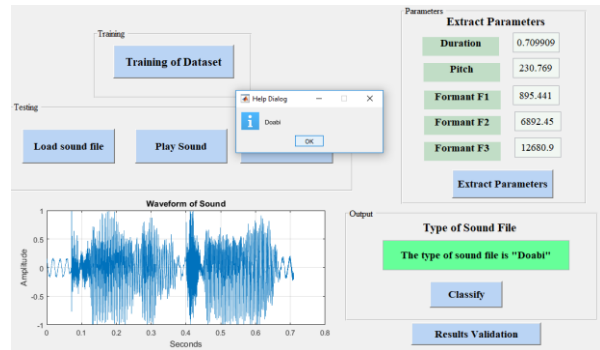 Training
Training of Dataset
Testing
Load sound file
Play Sound
Help Dialog
Doabi
OK
Parameters
Extract Parameters
Duration 0.709909
Pitch 230.769
Formant F1 895.441
Formant F2 6892.45
Formant F3 12680.9
Extract Parameters
Waveform of Sound
Amplitude
1
0.5
0
-0.5
-1
0 0.1 0.2 0.3 0.4 0.5 0.6 0.7 0.8
Seconds
Output
Type of Sound File
The type of sound file is "Doabi"
Classify
Results Validation